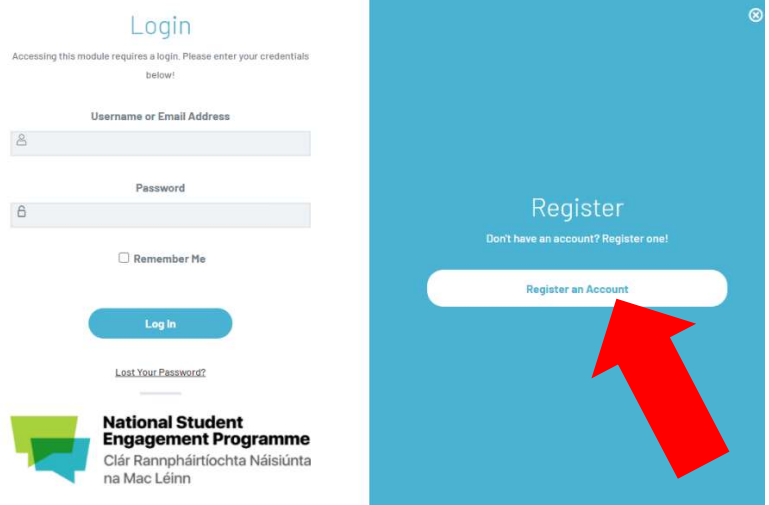 Login
Accessing this module requires a login. Please enter your credentials
below!
Username or Email Address
Password
Remember Me
Log In
Lost Your Password?
National Student
Engagement Programme
Clár Rannpháirtíochta Náisiúnta
na Mac Léinn
Register
Don't have an account? Register one!
Register an Account